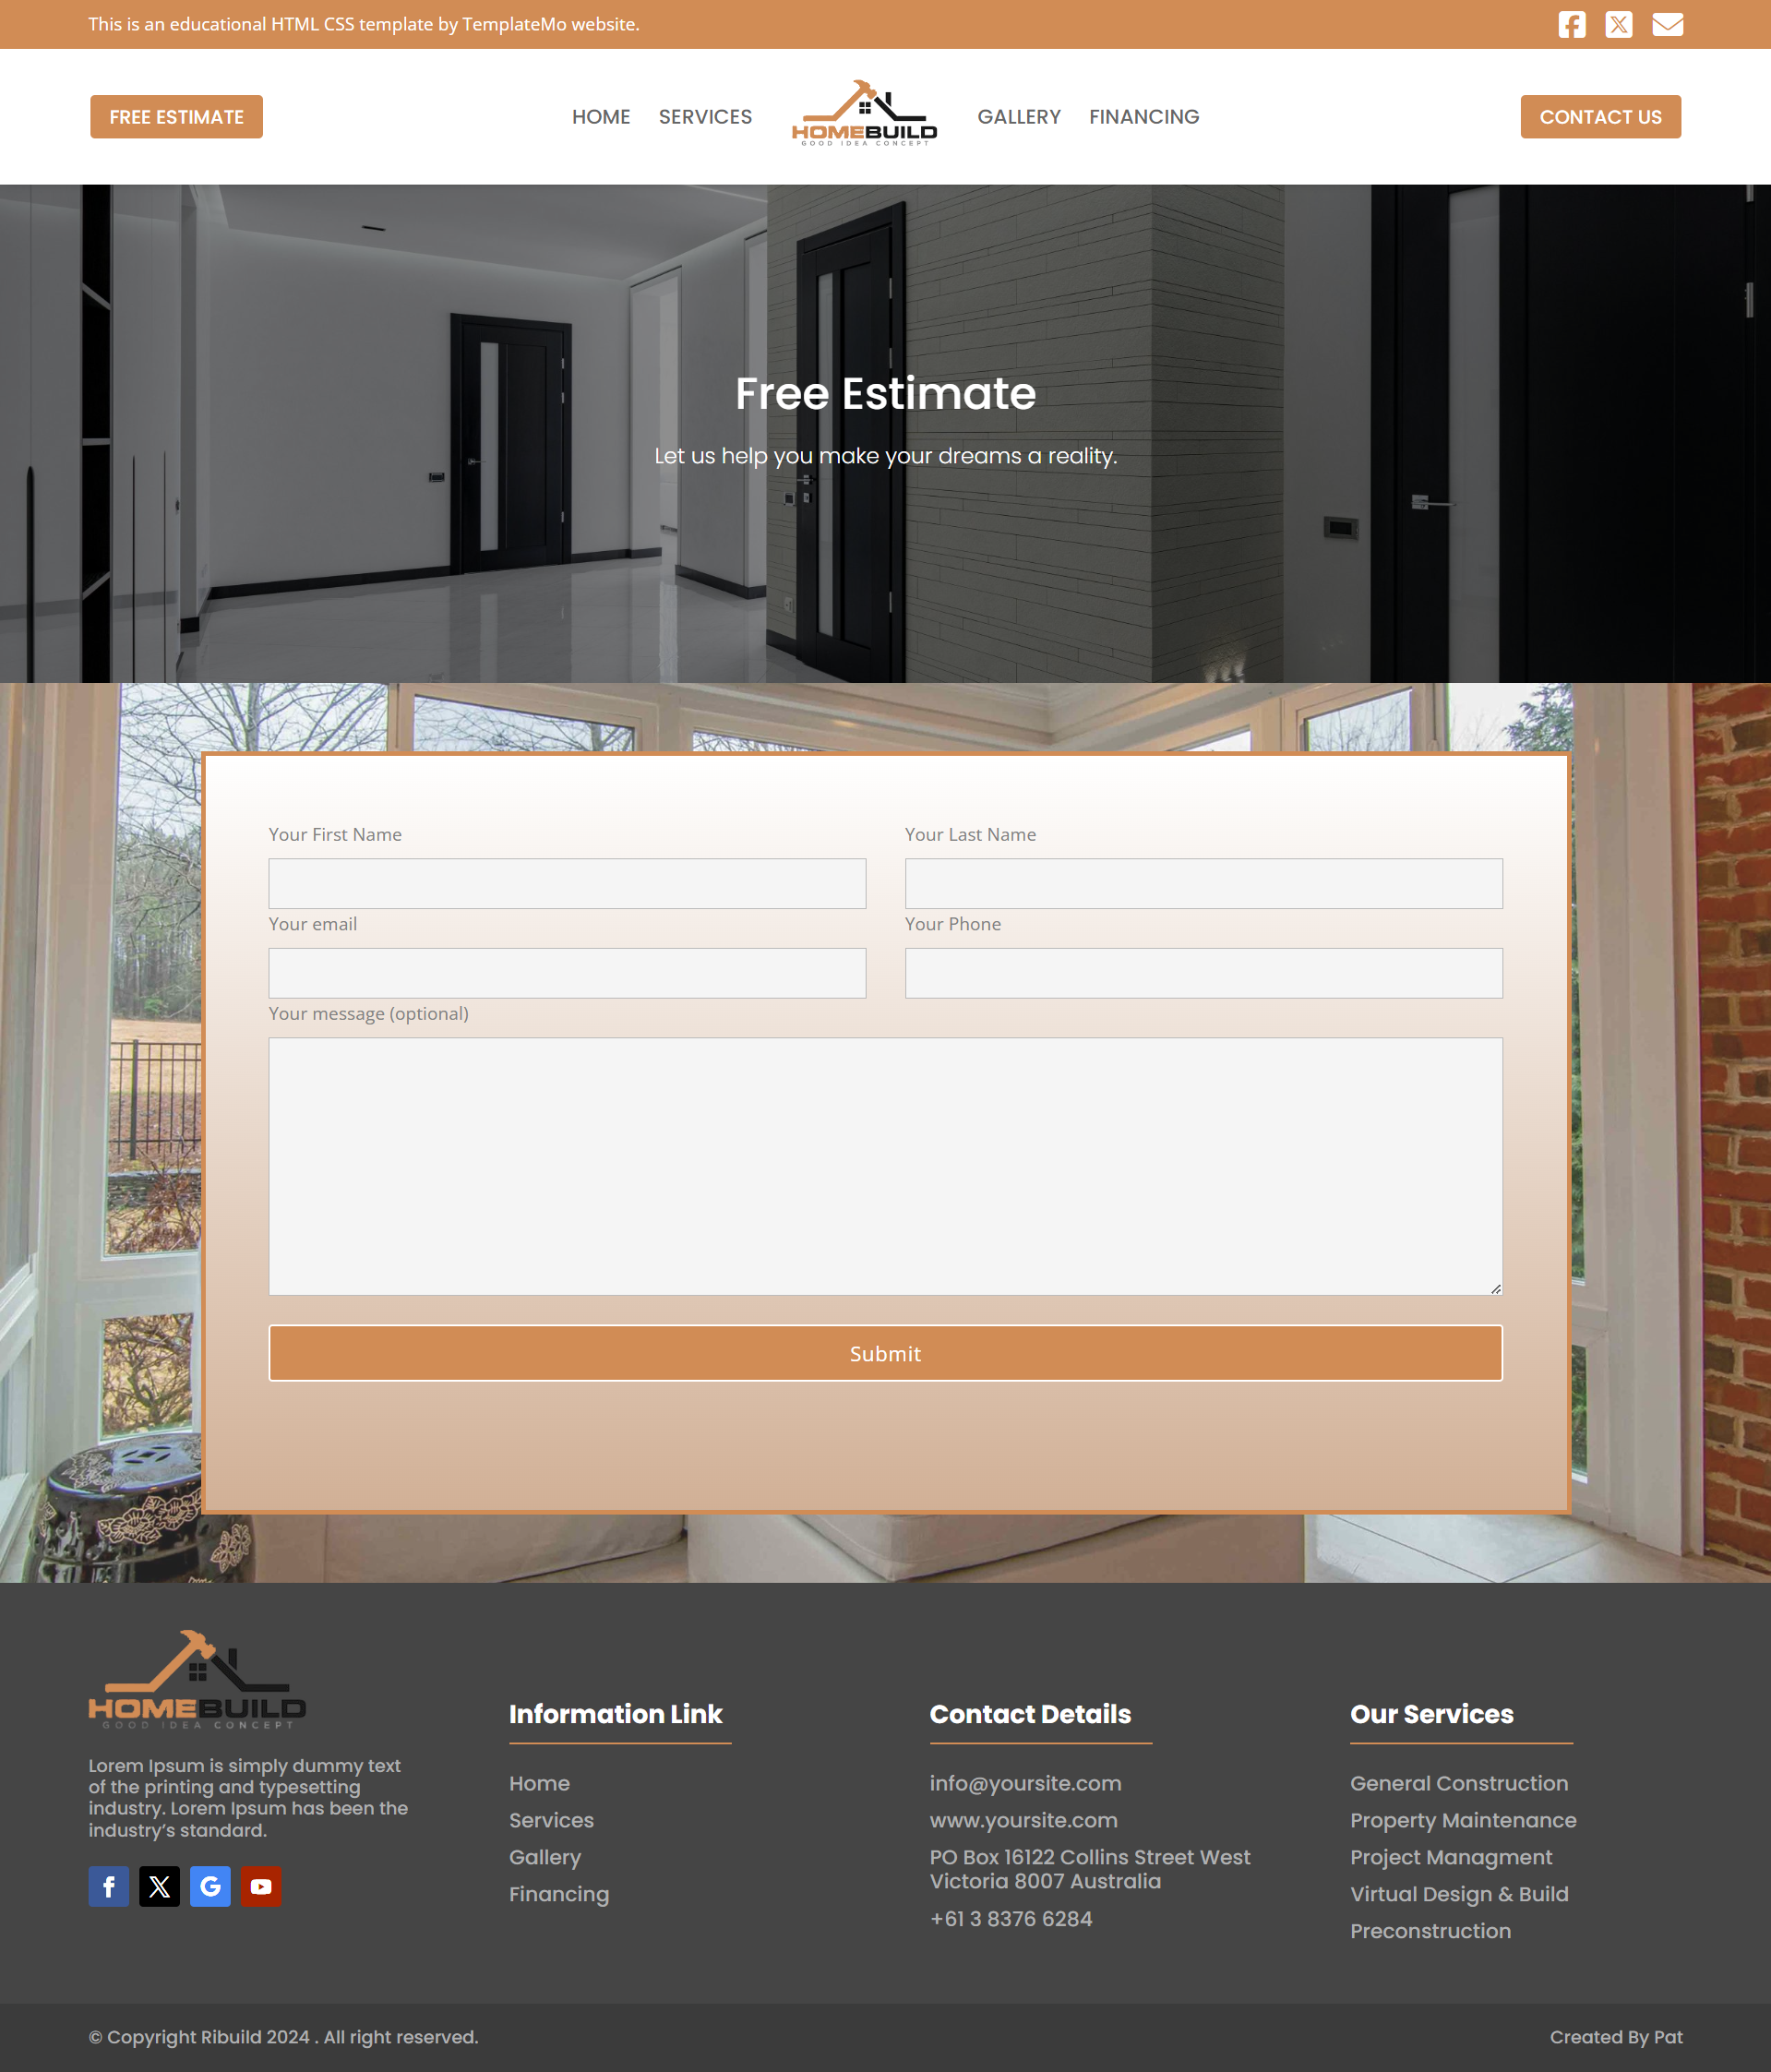 This is an educational HTML CSS template by TemplateMo website.
FREE ESTIMATE
HOME
SERVICES
HOMEBUILD
GOOD IDEA CONCEPT
GALLERY
FINANCING
CONTACT US
Free Estimate
Let us help you make your dreams a reality.
Your First Name
Your Last Name
Your email
Your Phone
Your message (optional)
Submit
HOMEBUILD
GOOD IDEA CONCEPT
Lorem Ipsum is simply dummy text
of the printing and typesetting
industry. Lorem Ipsum has been the
industry’s standard.
Information Link
Home
Services
Gallery
Financing
Contact Details
info@yoursite.com
www.yoursite.com
PO Box 16122 Collins Street West
Victoria 8007 Australia
+61 3 8376 6284
Our Services
General Construction
Property Maintenance
Project Managment
Virtual Design & Build
Preconstruction
© Copyright Ribuild 2024 . All right reserved.
Created By Pat